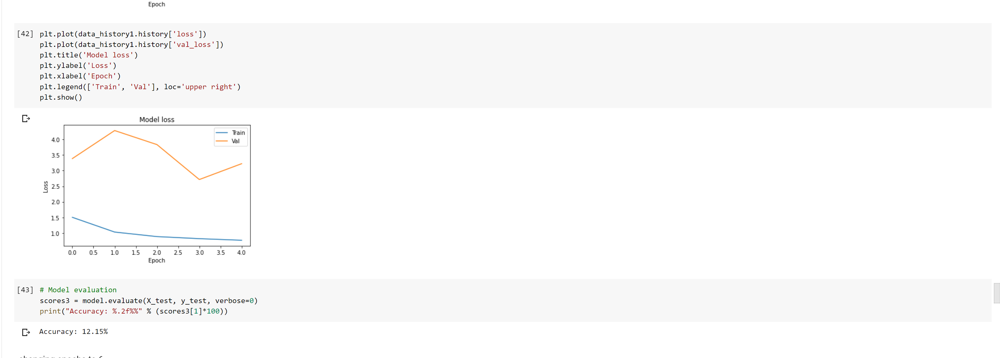 Epoch
[42] plt.plot(data_history1.history['loss'])
plt.plot(data_history1.history['val_loss'])
plt.title('Model loss')
plt.ylabel('Loss')
plt.xlabel('Epoch')
plt.legend(['Train', 'Val'], loc='upper right')
plt.show()
Model loss
Train
Val
4.0
3.5
3.0
2.5
2.0
1.5
1.0
Loss
0.0 0.5 1.0 1.5 2.0 2.5 3.0 3.5 4.0
Epoch
[43] # Model evaluation
scores3 = model.evaluate(X_test, y_test, verbose=0)
print("Accuracy: %.2f%%" % (scores3[1]*100))
Accuracy: 12.15%
changing epochs to 6